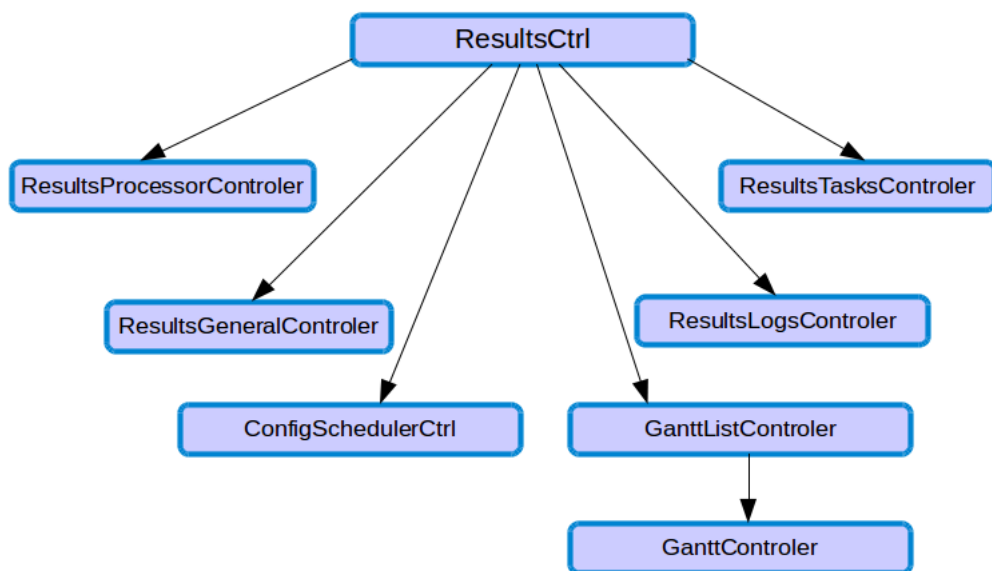 ResultsCtrl
ResultsProcessorControler
ResultsTasksControler
ResultsGeneralControler
ResultsLogsControler
ConfigSchedulerCtrl
GanttListControler
GanttControler